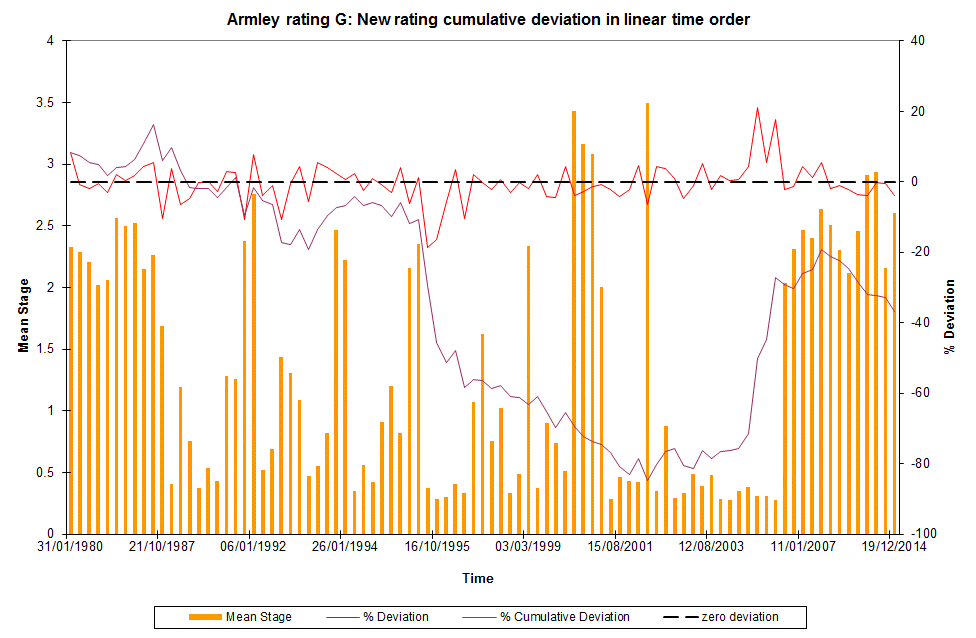 Armley rating G: New rating cumulative deviation in linear time order
4
3.5
3
2.5
2
1.5
1
0.5
0
Mean Stage
40
20
0
-20
-40
-60
-80
-100
% Deviation
31/01/1980 21/10/1987 06/01/1992 26/01/1994 16/10/1995 03/03/1999 15/08/2001 12/08/2003 11/01/2007 19/12/2014
Time
Mean Stage % Deviation % Cumulative Deviation zero deviation